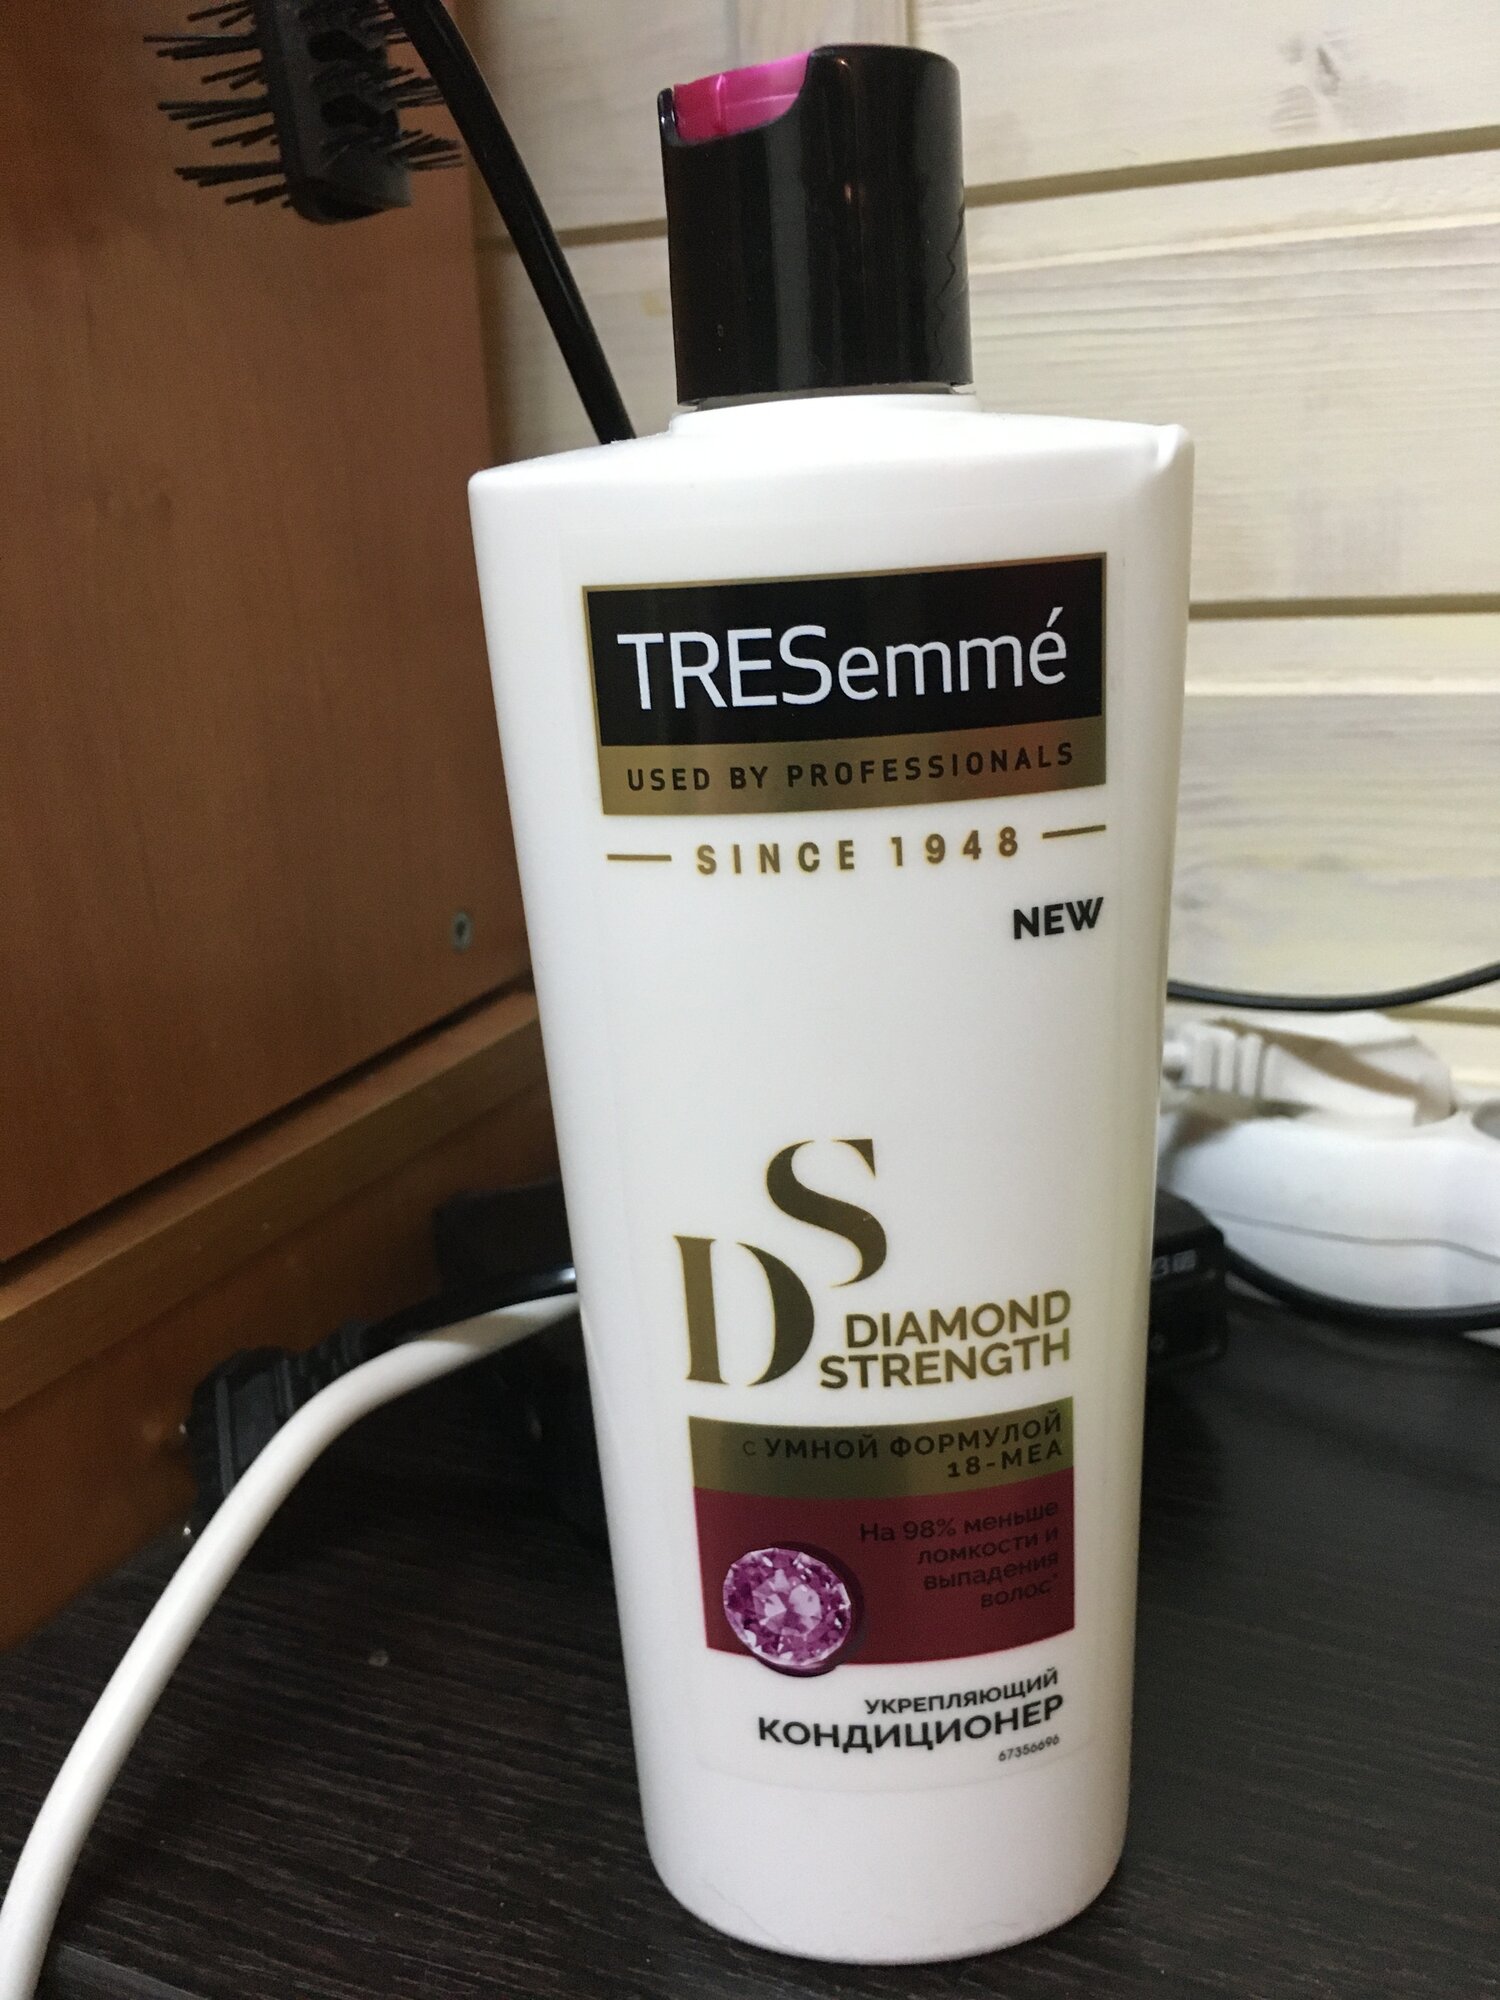 TRESemmé
USED BY PROFESSIONALS
SINCE 1948
NEW
DS
DIAMOND
STRENGTH
С УМНОЙ ФОРМУЛОЙ
18-MEA
На 98% меньше
ломкости и
выпадения
волос*
УКРЕПЛЯЮЩИЙ
КОНДИЦИОНЕР
67356696